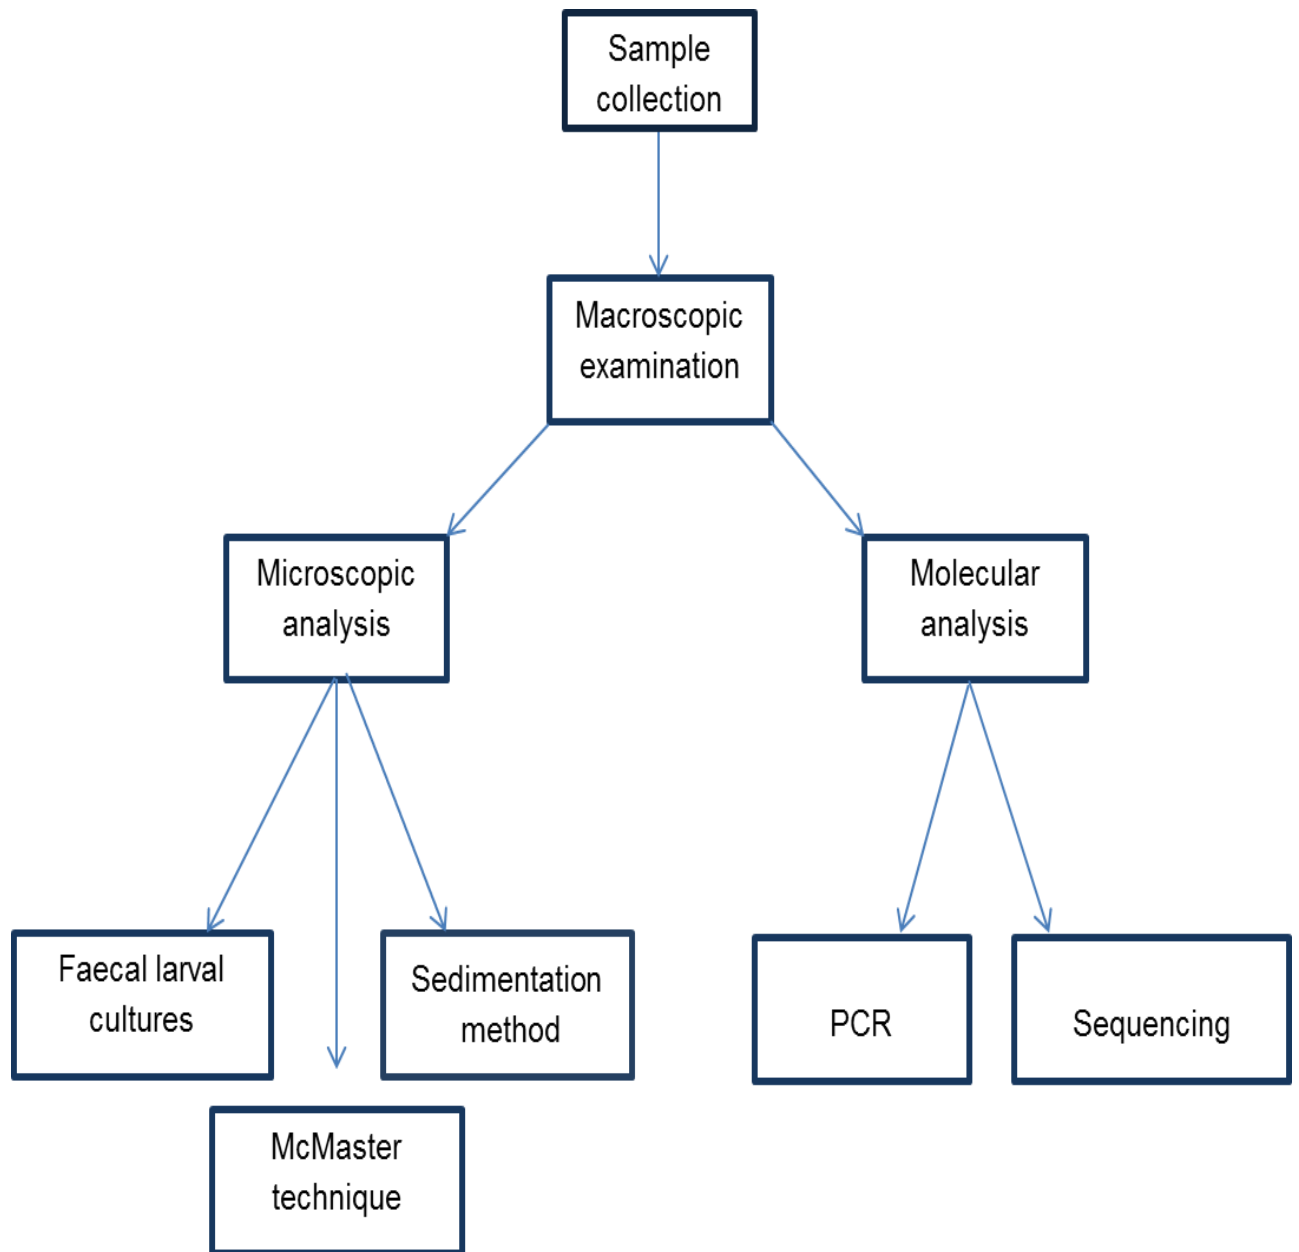 Sample
collection
Macroscopic
examination
Microscopic
analysis
Molecular
analysis
Faecal larval
cultures
Sedimentation
method
PCR
Sequencing
McMaster
technique